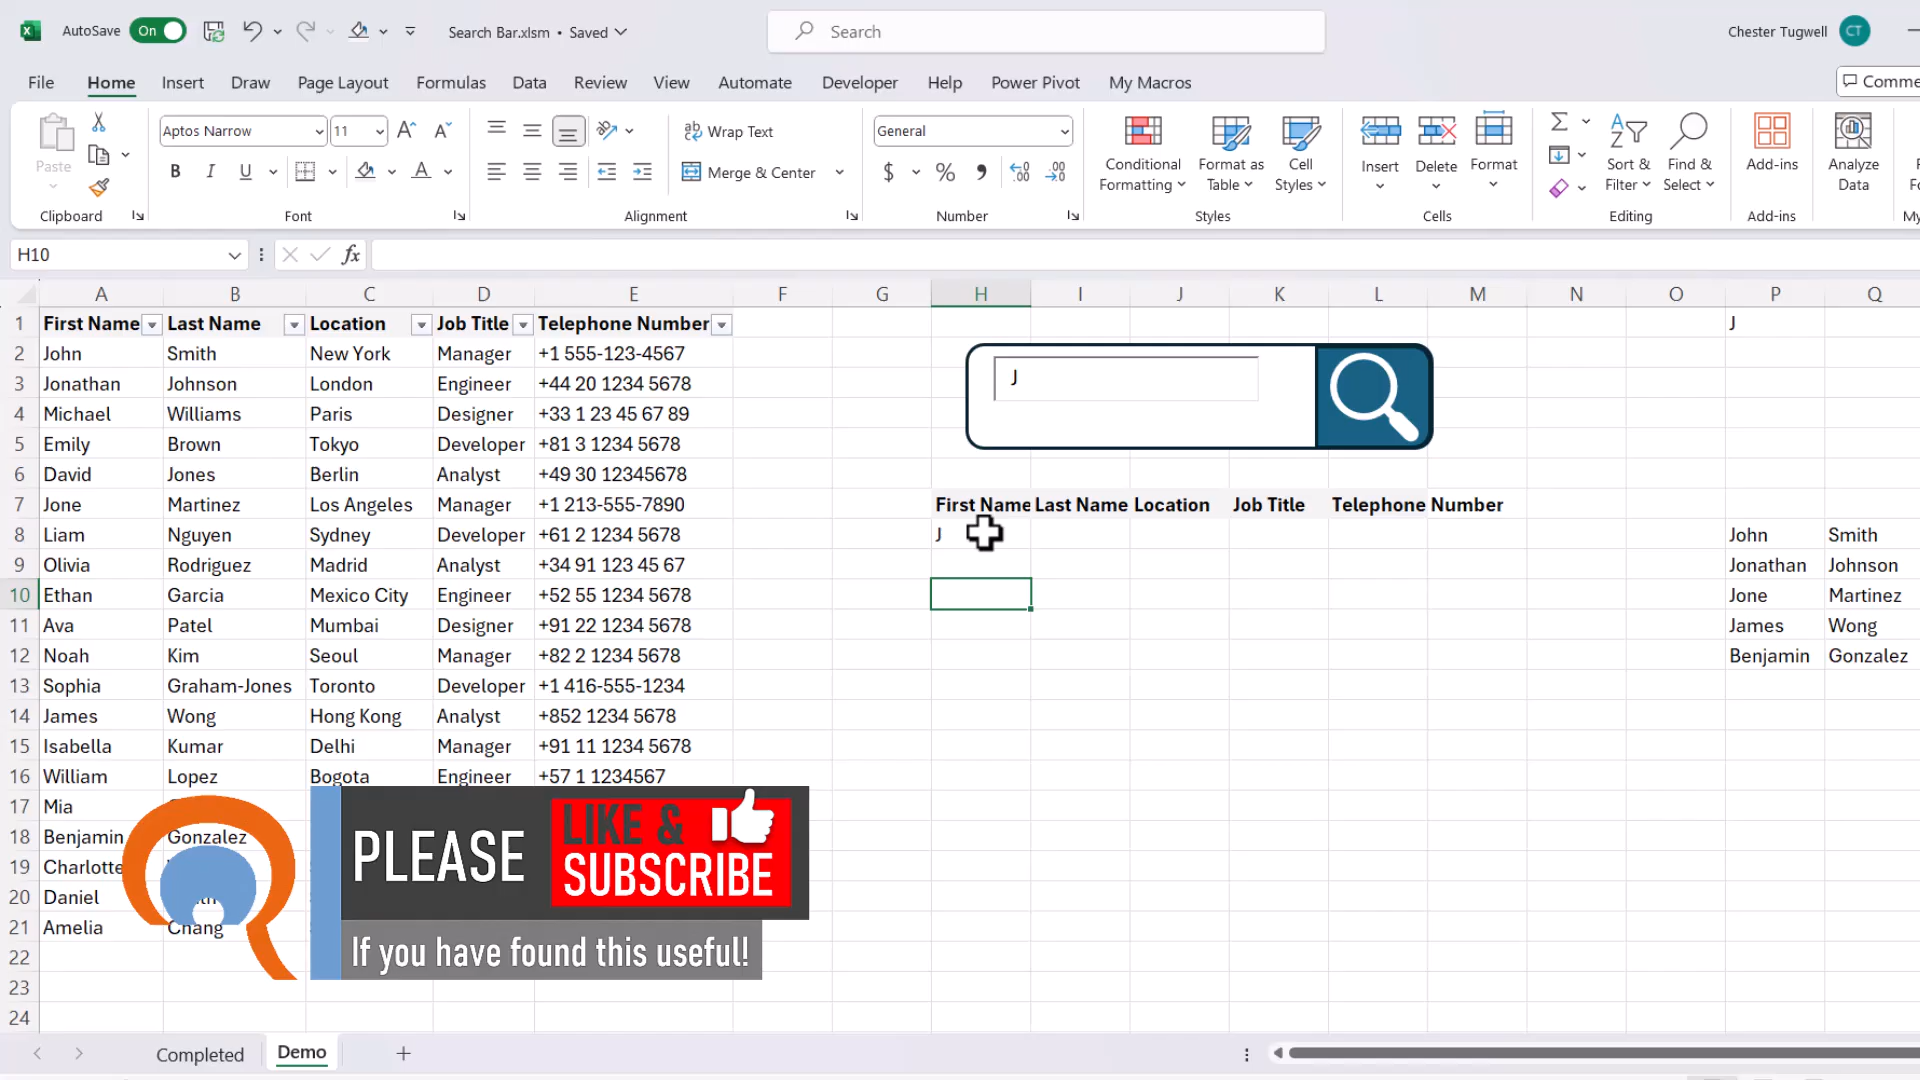 AutoSave On Search Bar.xlsm • Saved Search Chester Tugwell CT
File Home Insert Draw Page Layout Formulas Data Review View Automate Developer Help Power Pivot My Macros
Paste Aptos Narrow 11 Wrap Text General Conditional Formatting Format as Table Cell Styles Insert Delete Format Sort & Filter Find & Select Add-ins Analyze Data
B I U Merge & Center $ % ,
Clipboard Font Alignment Number Styles Cells Editing Add-ins
H10 fx
A B C D E F G H I J K L M N O P Q
1 First Name Last Name Location Job Title Telephone Number J
2 John Smith New York Manager +1 555-123-4567
J
3 Jonathan Johnson London Engineer +44 20 1234 5678
4 Michael Williams Paris Designer +33 1 23 45 67 89
5 Emily Brown Tokyo Developer +81 3 1234 5678
6 David Jones Berlin Analyst +49 30 12345678
7 Jone Martinez Los Angeles Manager +1 213-555-7890 First Name Last Name Location Job Title Telephone Number
8 Liam Nguyen Sydney Developer +61 2 1234 5678 J John Smith
9 Olivia Rodriguez Madrid Analyst +34 91 123 45 67 Jonathan Johnson
10 Ethan Garcia Mexico City Engineer +52 55 1234 5678 Jone Martinez
11 Ava Patel Mumbai Designer +91 22 1234 5678 James Wong
12 Noah Kim Seoul Manager +82 2 1234 5678 Benjamin Gonzalez
13 Sophia Graham-Jones Toronto Developer +1 416-555-1234
14 James Wong Hong Kong Analyst +852 1234 5678
15 Isabella Kumar Delhi Manager +91 11 1234 5678
16 William Lopez Bogota Engineer +57 1 1234567
17 Mia
18 Benjamin Gonzalez
19 Charlotte
20 Daniel
21 Amelia Chang
22
23
24
PLEASE LIKE & SUBSCRIBE
If you have found this useful!
Completed Demo